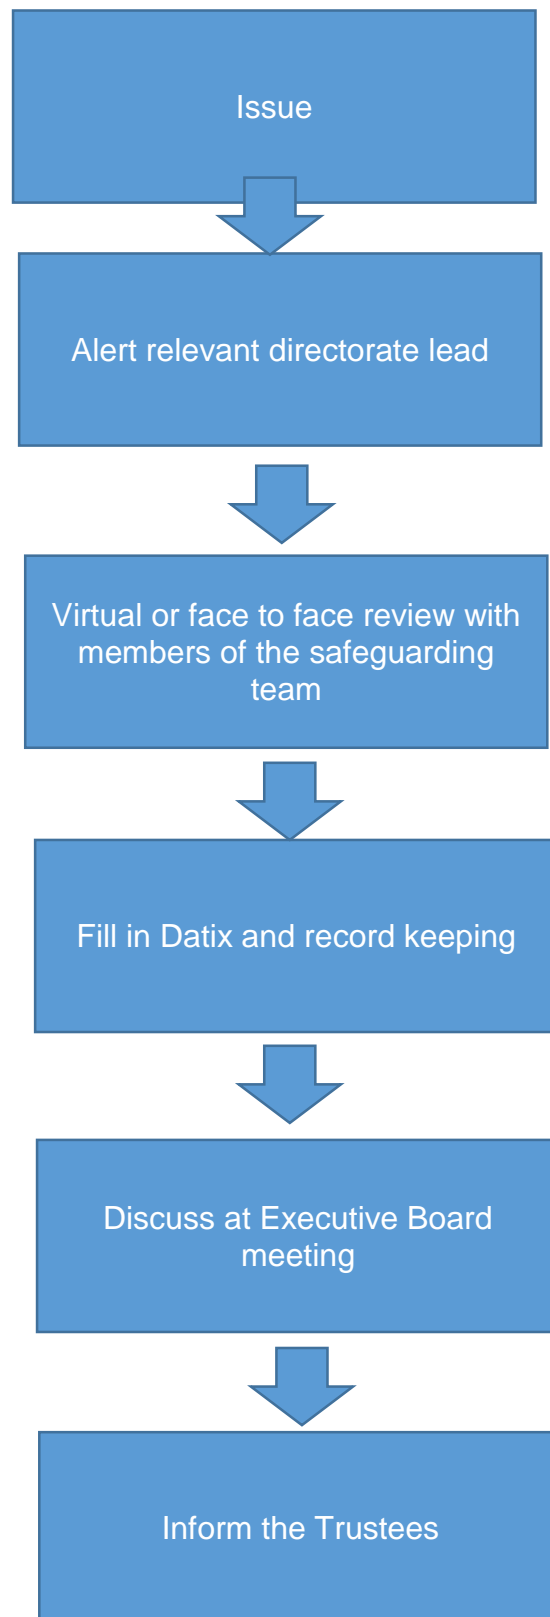 Issue
Alert relevant directorate lead
Virtual or face to face review with
members of the safeguarding
team
Fill in Datix and record keeping
Discuss at Executive Board
meeting
Inform the Trustees